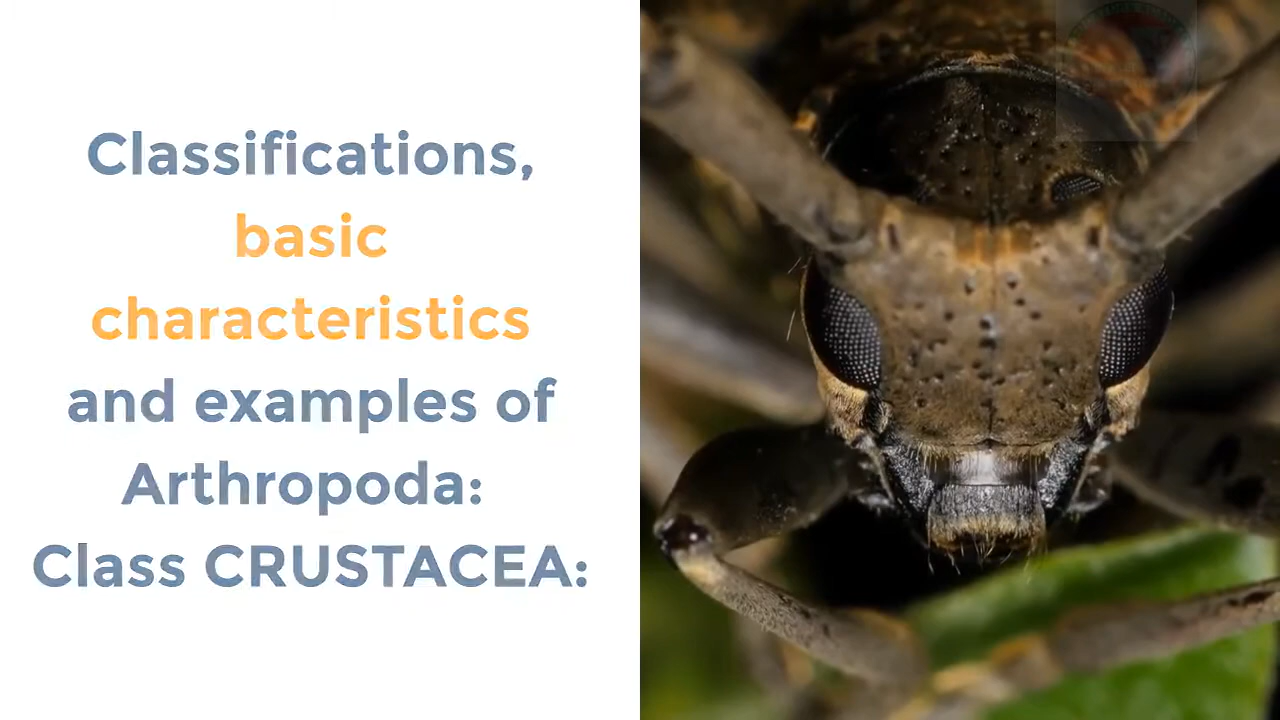 Classifications,
basic
characteristics
and examples of
Arthropoda:
Class CRUSTACEA: